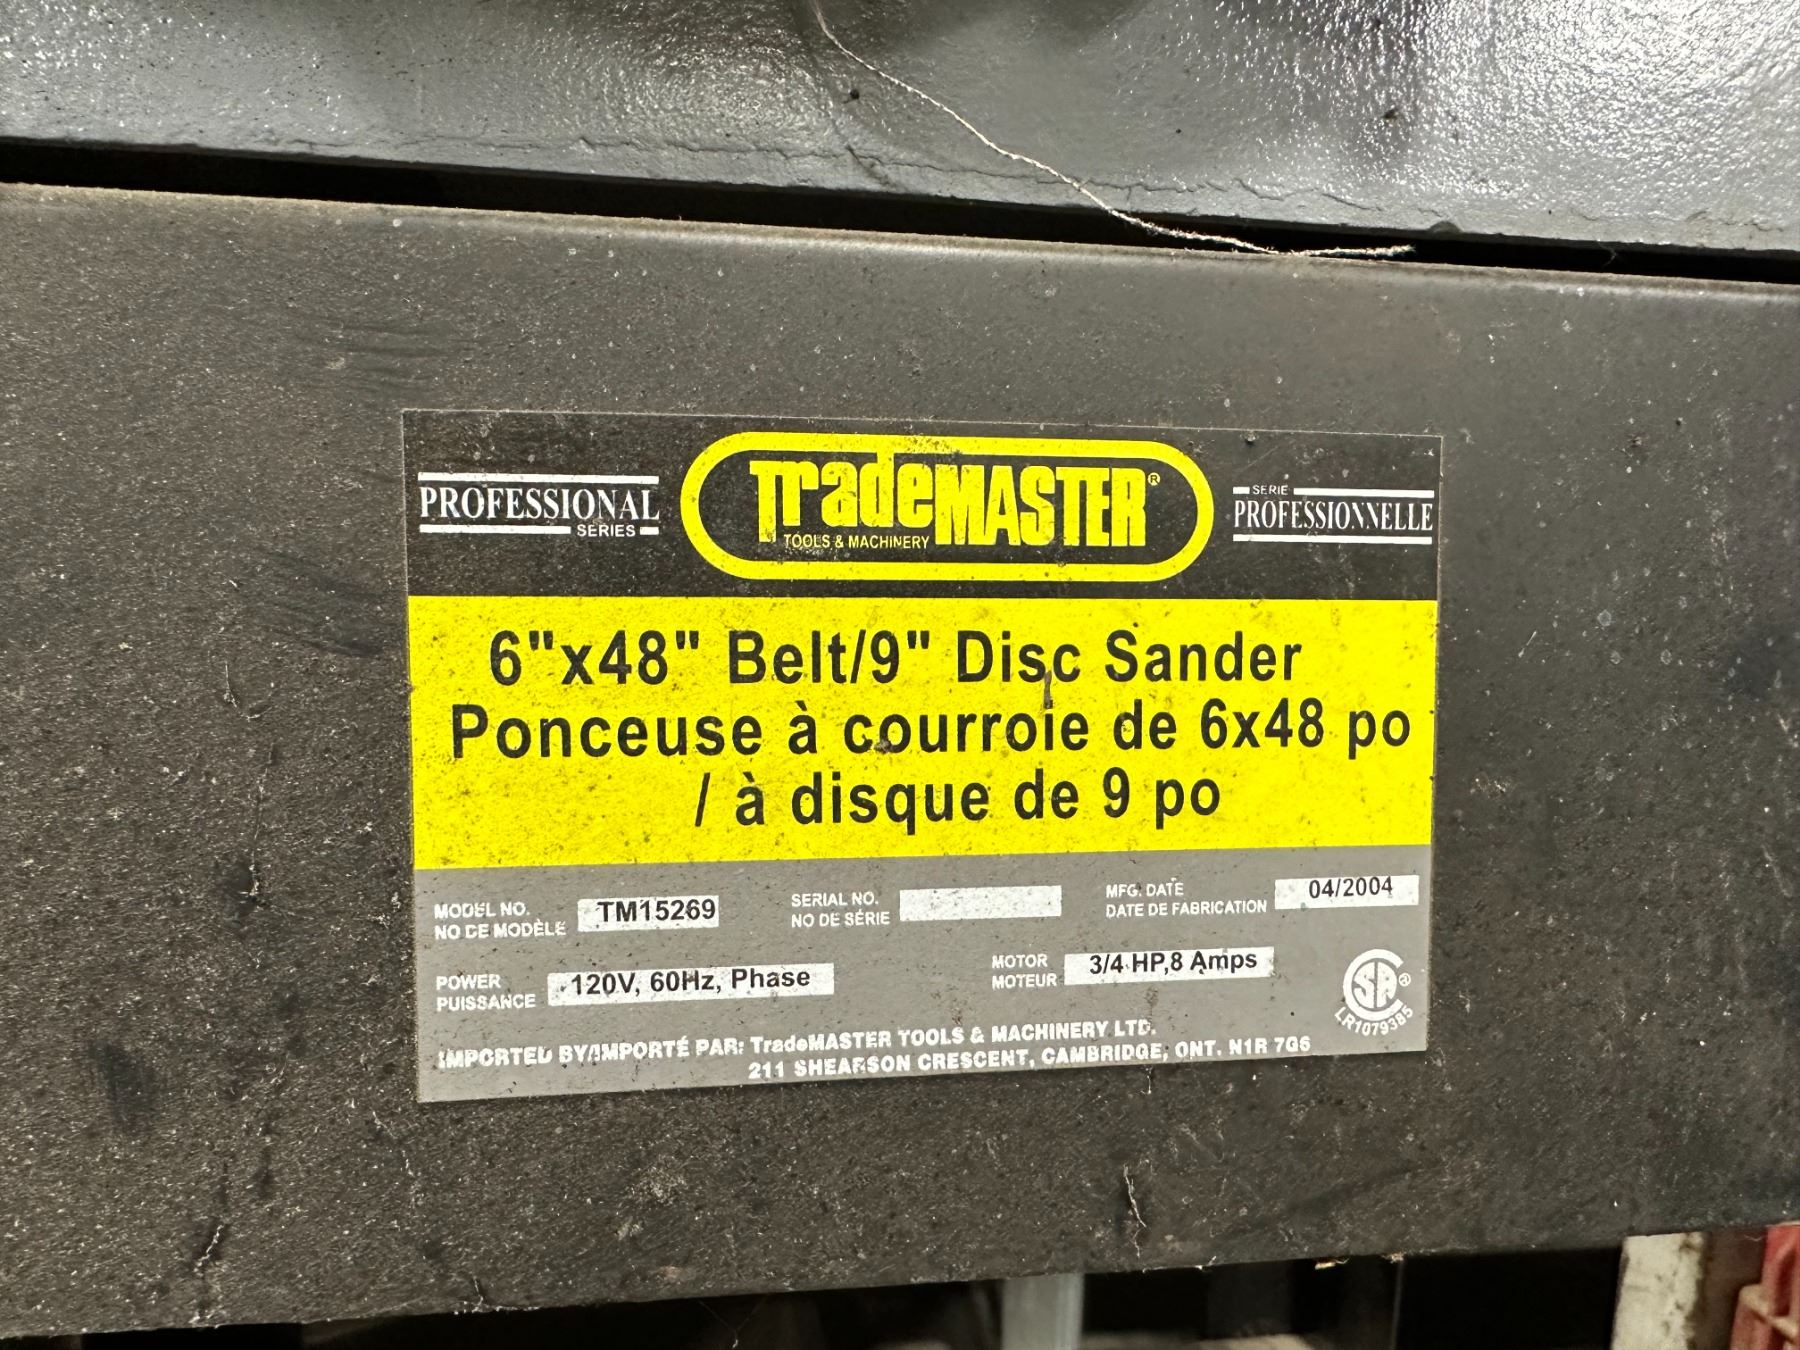 PROFESSIONAL
SERIES
TradeMASTER®
TOOLS & MACHINERY
SERIE
PROFESSIONNELLE
6"x48" Belt/9" Disc Sander
Ponceuse à courroie de 6x48 po
/ à disque de 9 po
MODEL NO.
NO DE MODÈLE
TM15269
SERIAL NO.
NO DE SÉRIE
MFG. DATE
DATE DE FABRICATION
04/2004
POWER
PUISSANCE
120V, 60Hz, Phase
MOTOR
MOTEUR
3/4 HP,8 Amps
SA®
LR1079385
IMPORTED BY/IMPORTÉ PAR: TradeMASTER TOOLS & MACHINERY LTD.
211 SHEARSON CRESCENT, CAMBRIDGE, ONT. N1R 7G6